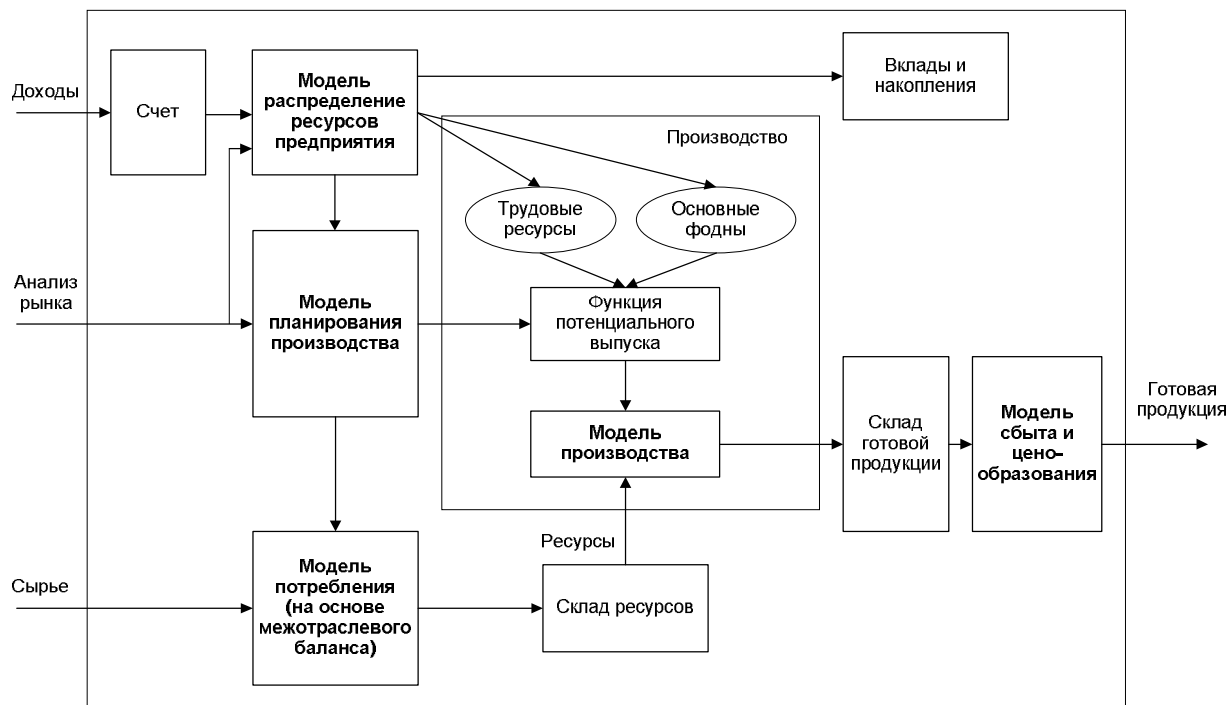 Доходы
Счет
Модель
распределение
ресурсов
предприятия
Вклады и
накопления
Производство
Трудовые
ресурсы
Основные
фодны
Анализ
рынка
Модель
планирования
производства
Функция
потенциального
выпуска
Модель
производства
Склад
готовой
продукции
Модель
сбыта и
цено-
образования
Готовая
продукция
Ресурсы
Сырье
Модель
потребления
(на основе
межотраслевого
баланса)
Склад ресурсов